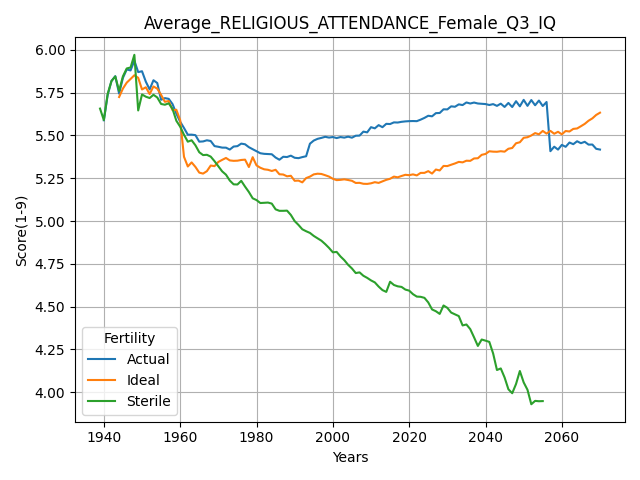 Average_RELIGIOUS_ATTENDANCE_Female_Q3_IQ
Score(1-9)
6.00
5.75
5.50
5.25
5.00
4.75
4.50
4.25
4.00
Fertility
Actual
Ideal
Sterile
1940 1960 1980 2000 2020 2040 2060
Years